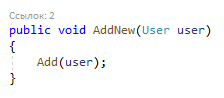 Ссылок: 2
public void AddNew(User user)
{
    Add(user);
}